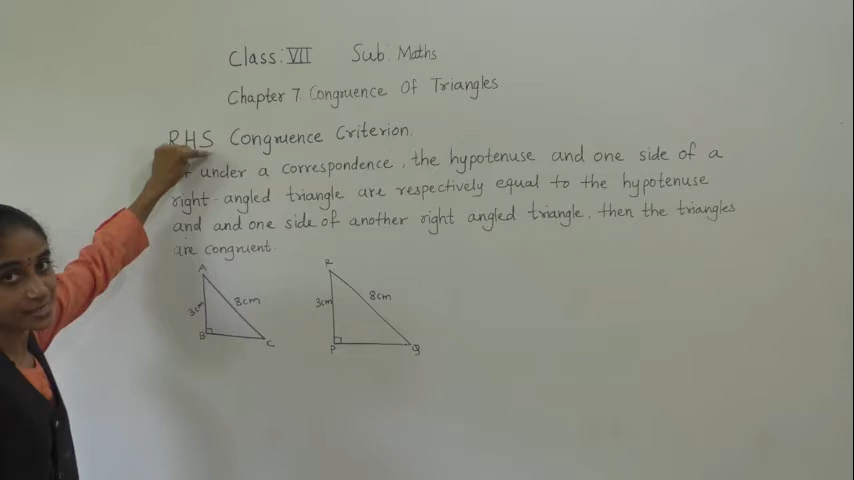 Class: VII Sub: Maths
Chapter 7 Congruence Of Triangles
RHS Congruence Criterion.
under a correspondence, the hypotenuse and one side of a
right-angled triangle are respectively equal to the hypotenuse
and and one side of another right angled triangle, then the triangles
are congruent.
A
3cm 8cm
B C
R
3cm 8cm
P Q